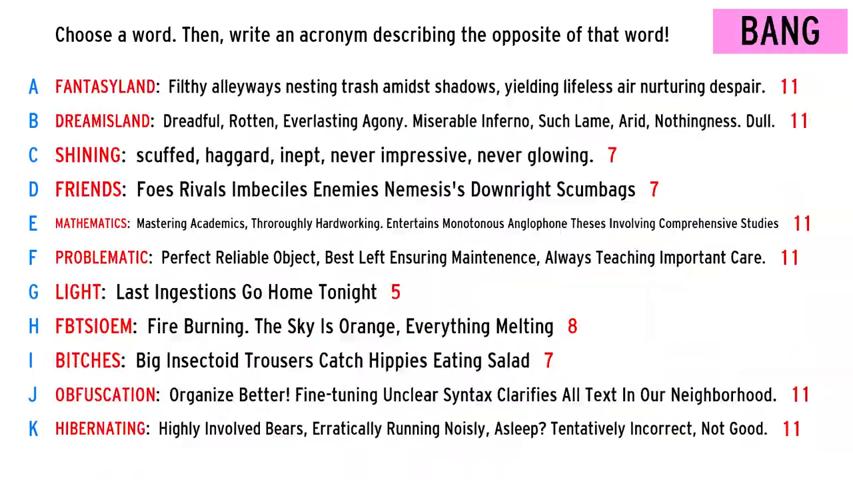 Choose a word. Then, write an acronym describing the opposite of that word!
BANG
A FANTASYLAND: Filthy alleyways nesting trash amidst shadows, yielding lifeless air nurturing despair. 11
B DREAMISLAND: Dreadful, Rotten, Everlasting Agony. Miserable Inferno, Such Lame, Arid, Nothingness. Dull. 11
C SHINING: scuffed, haggard, inept, never impressive, never glowing. 7
D FRIENDS: Foes Rivals Imbeciles Enemies Nemesis's Downright Scumbags 7
E MATHEMATICS: Mastering Academics, Throroughly Hardworking. Entertains Monotonous Anglophone Theses Involving Comprehensive Studies 11
F PROBLEMATIC: Perfect Reliable Object, Best Left Ensuring Maintenence, Always Teaching Important Care. 11
G LIGHT: Last Ingestions Go Home Tonight 5
H FBTSIOEM: Fire Burning. The Sky Is Orange, Everything Melting 8
I BITCHES: Big Insectoid Trousers Catch Hippies Eating Salad 7
J OBFUSCATION: Organize Better! Fine-tuning Unclear Syntax Clarifies All Text In Our Neighborhood. 11
K HIBERNATING: Highly Involved Bears, Erratically Running Noisly, Asleep? Tentatively Incorrect, Not Good. 11